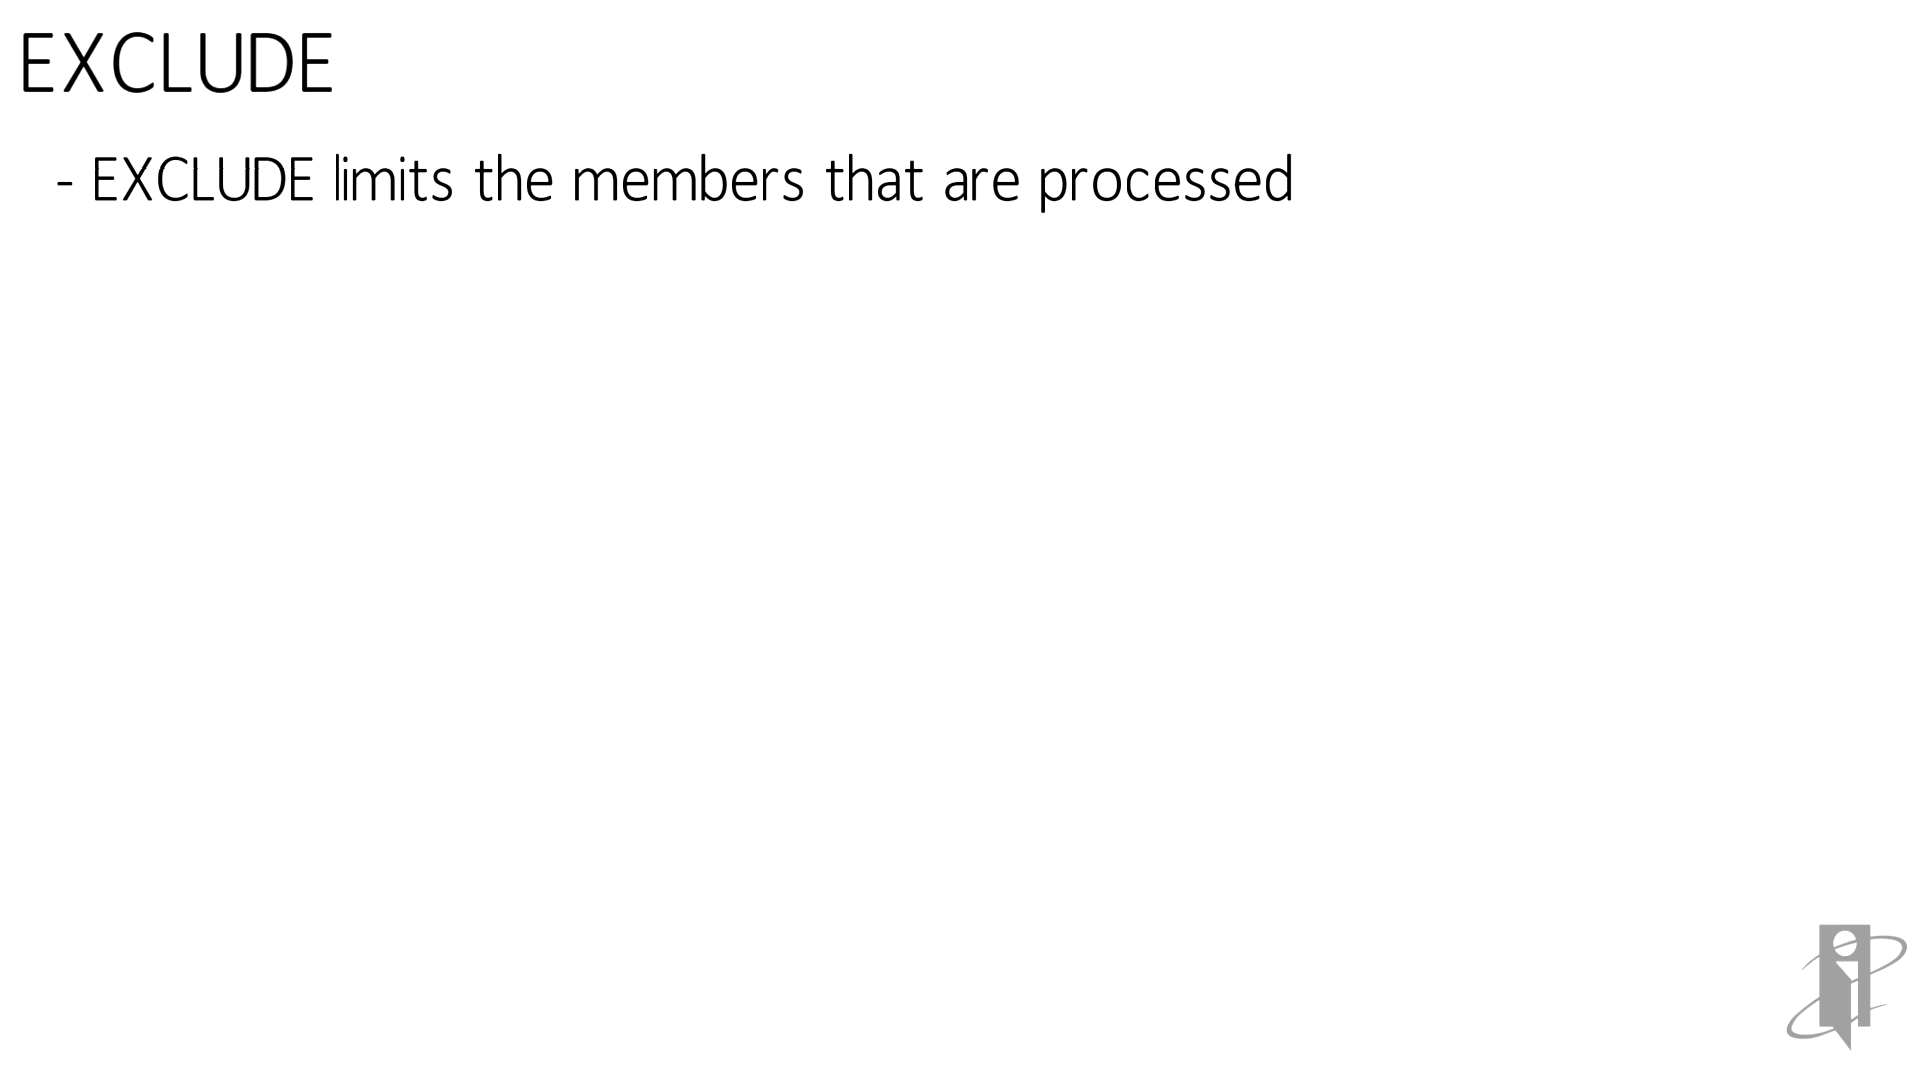 EXCLUDE
- EXCLUDE limits the members that are processed